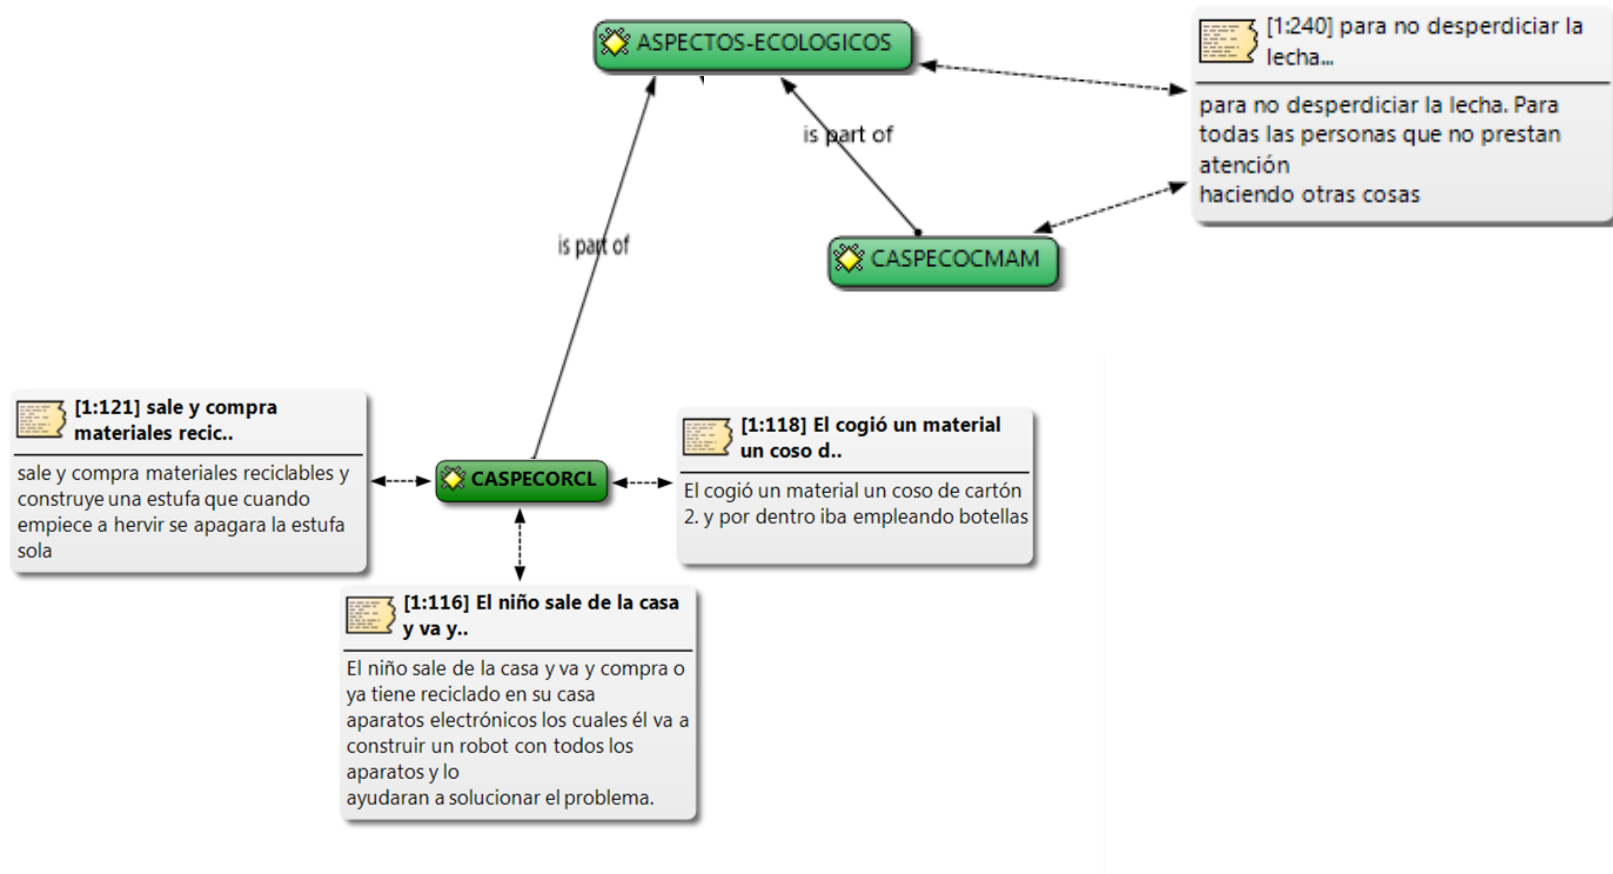 ASPECTOS-ECOLOGICOS
[1:240] para no desperdiciar la
lecha...
para no desperdiciar la lecha. Para
todas las personas que no prestan
atención
haciendo otras cosas
is part of
is part of
CASPECOCMAM
[1:121] sale y compra
materiales recic..
sale y compra materiales reciclables y
construye una estufa que cuando
empiece a hervir se apagara la estufa
sola
CASPECORCL
[1:118] El cogió un material
un coso d..
El cogió un material un coso de cartón
2. y por dentro iba empleando botellas
[1:116] El niño sale de la casa
y va y..
El niño sale de la casa y va y compra o
ya tiene reciclado en su casa
aparatos electrónicos los cuales él va a
construir un robot con todos los
aparatos y lo
ayudaran a solucionar el problema.